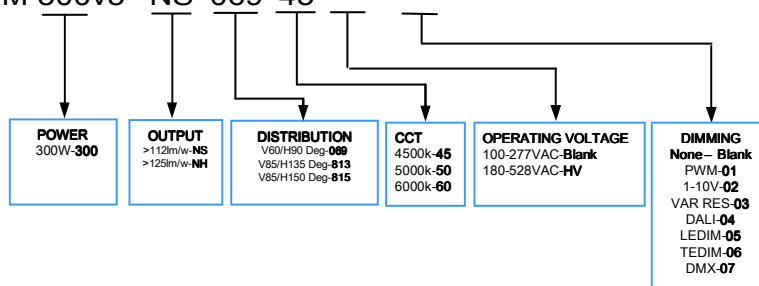 POWER
300W-300
OUTPUT
>112lm/w-NS
>125lm/w-NH
DISTRIBUTION
V60/H90 Deg-069
V85/H135 Deg-813
V85/H150 Deg-815
CCT
4500k-45
5000k-50
6000k-60
OPERATING VOLTAGE
100-277VAC-Blank
180-528VAC-HV
DIMMING
None– Blank
PWM-01
1-10V-02
VAR RES-03
DALI-04
LEDIM-05
TEDIM-06
DMX-07